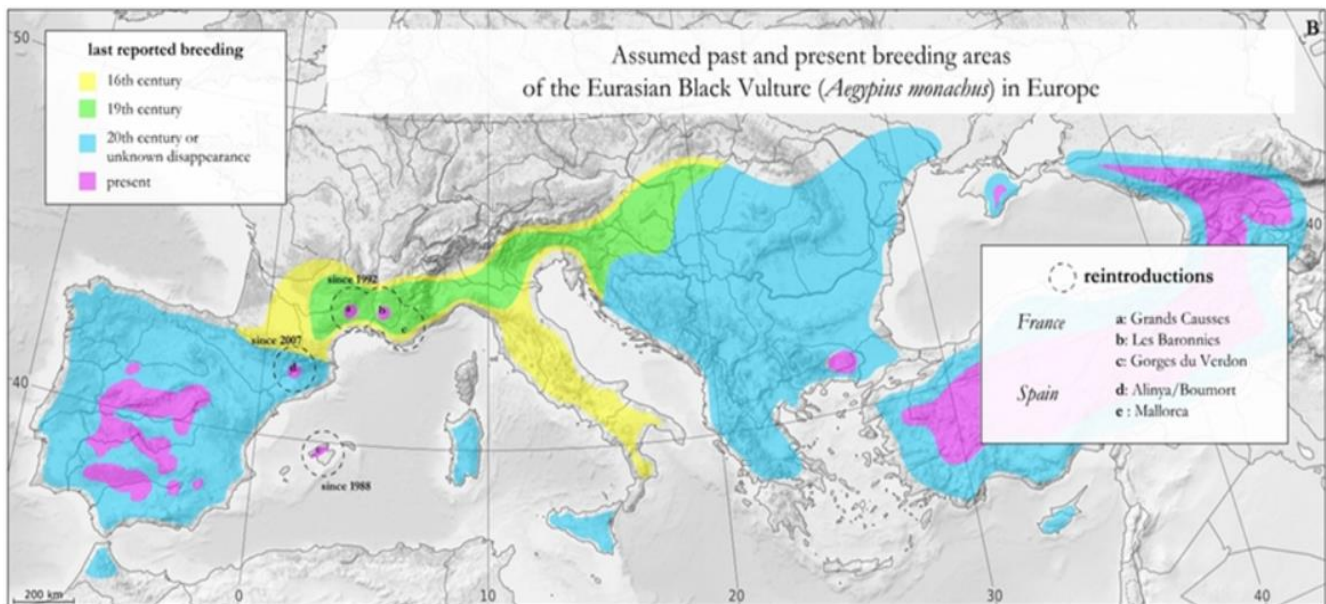 B
50
last reported breeding
16th century
19th century
20th century or
unknown disappearance
present
Assumed past and present breeding areas
of the Eurasian Black Vulture (Aegypius monachus) in Europe
40
reintroductions
France
a: Grands Causses
b: Les Baronnies
c: Gorges du Verdon
Spain
d: Alinya/Boumort
e : Mallorca
since 1992
a
b
c
since 2007
d
40
e
since 1988
200 km
0
10
20
30
40